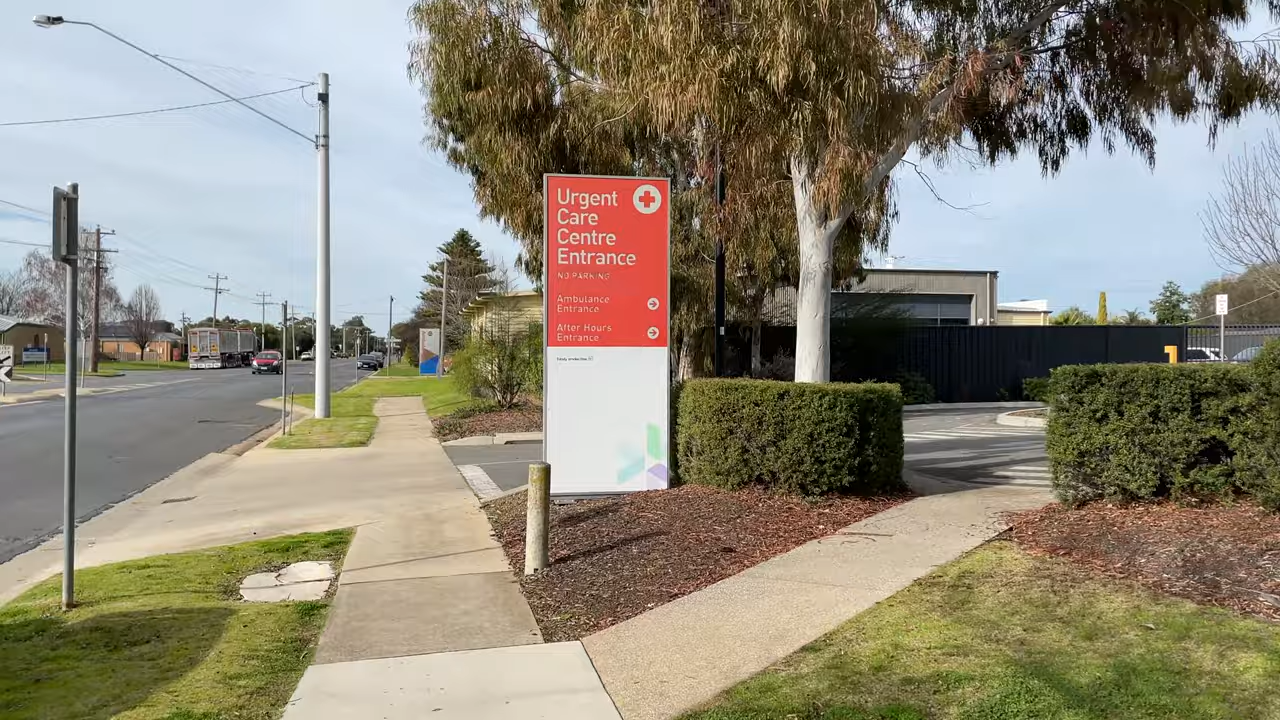 Urgent
Care
Centre
Entrance
NO PARKING
Ambulance
Entrance
After Hours
Entrance